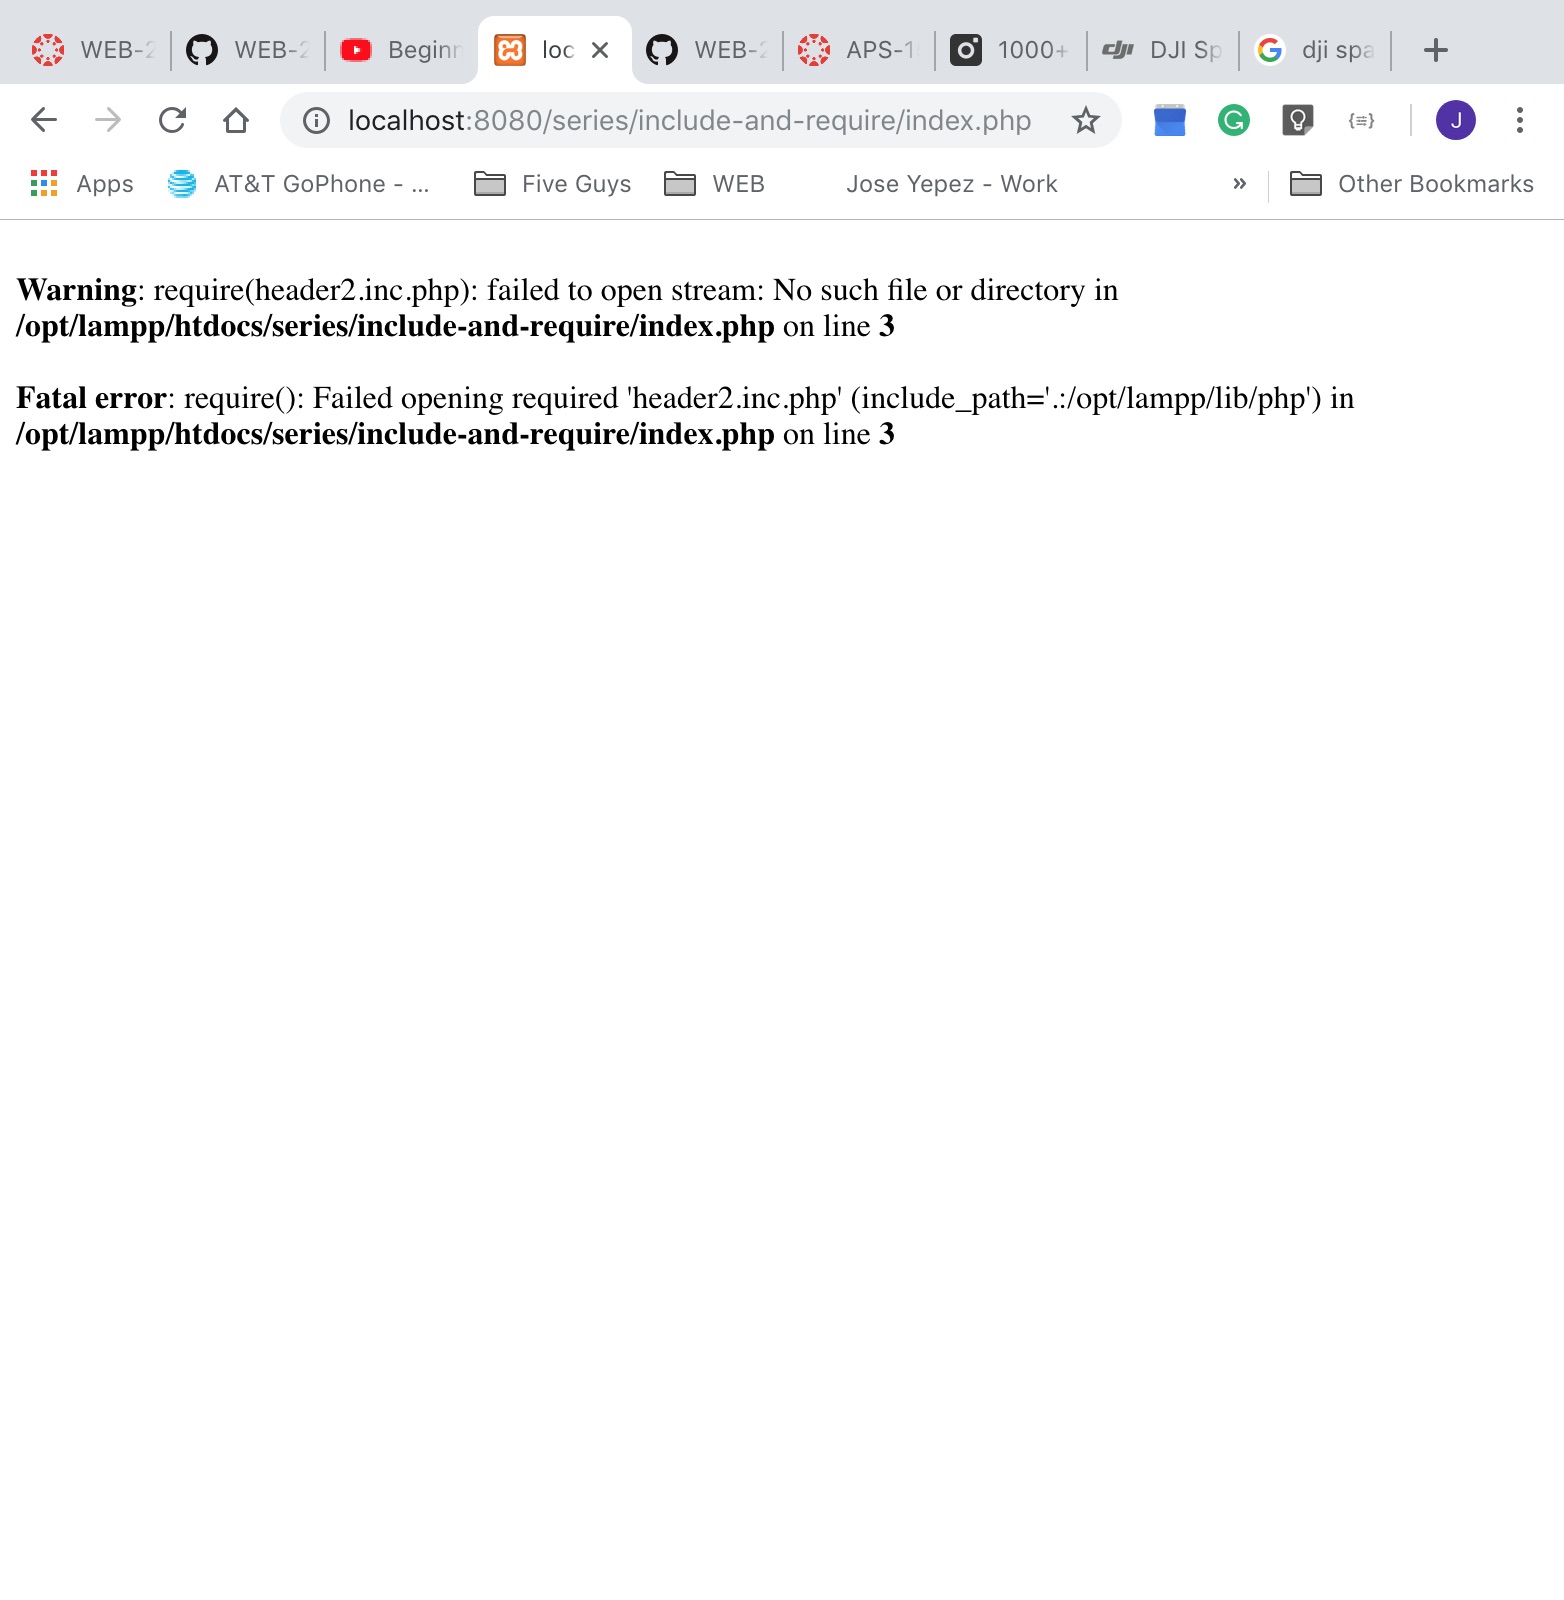 WEB-2 WEB-2 Beginn loc WEB-2 APS-1 1000+ DJI Sp dji spa
localhost:8080/series/include-and-require/index.php J
Apps AT&T GoPhone - ... Five Guys WEB Jose Yepez - Work » Other Bookmarks
Warning: require(header2.inc.php): failed to open stream: No such file or directory in
/opt/lampp/htdocs/series/include-and-require/index.php on line 3
Fatal error: require(): Failed opening required 'header2.inc.php' (include_path='.:/opt/lampp/lib/php') in
/opt/lampp/htdocs/series/include-and-require/index.php on line 3